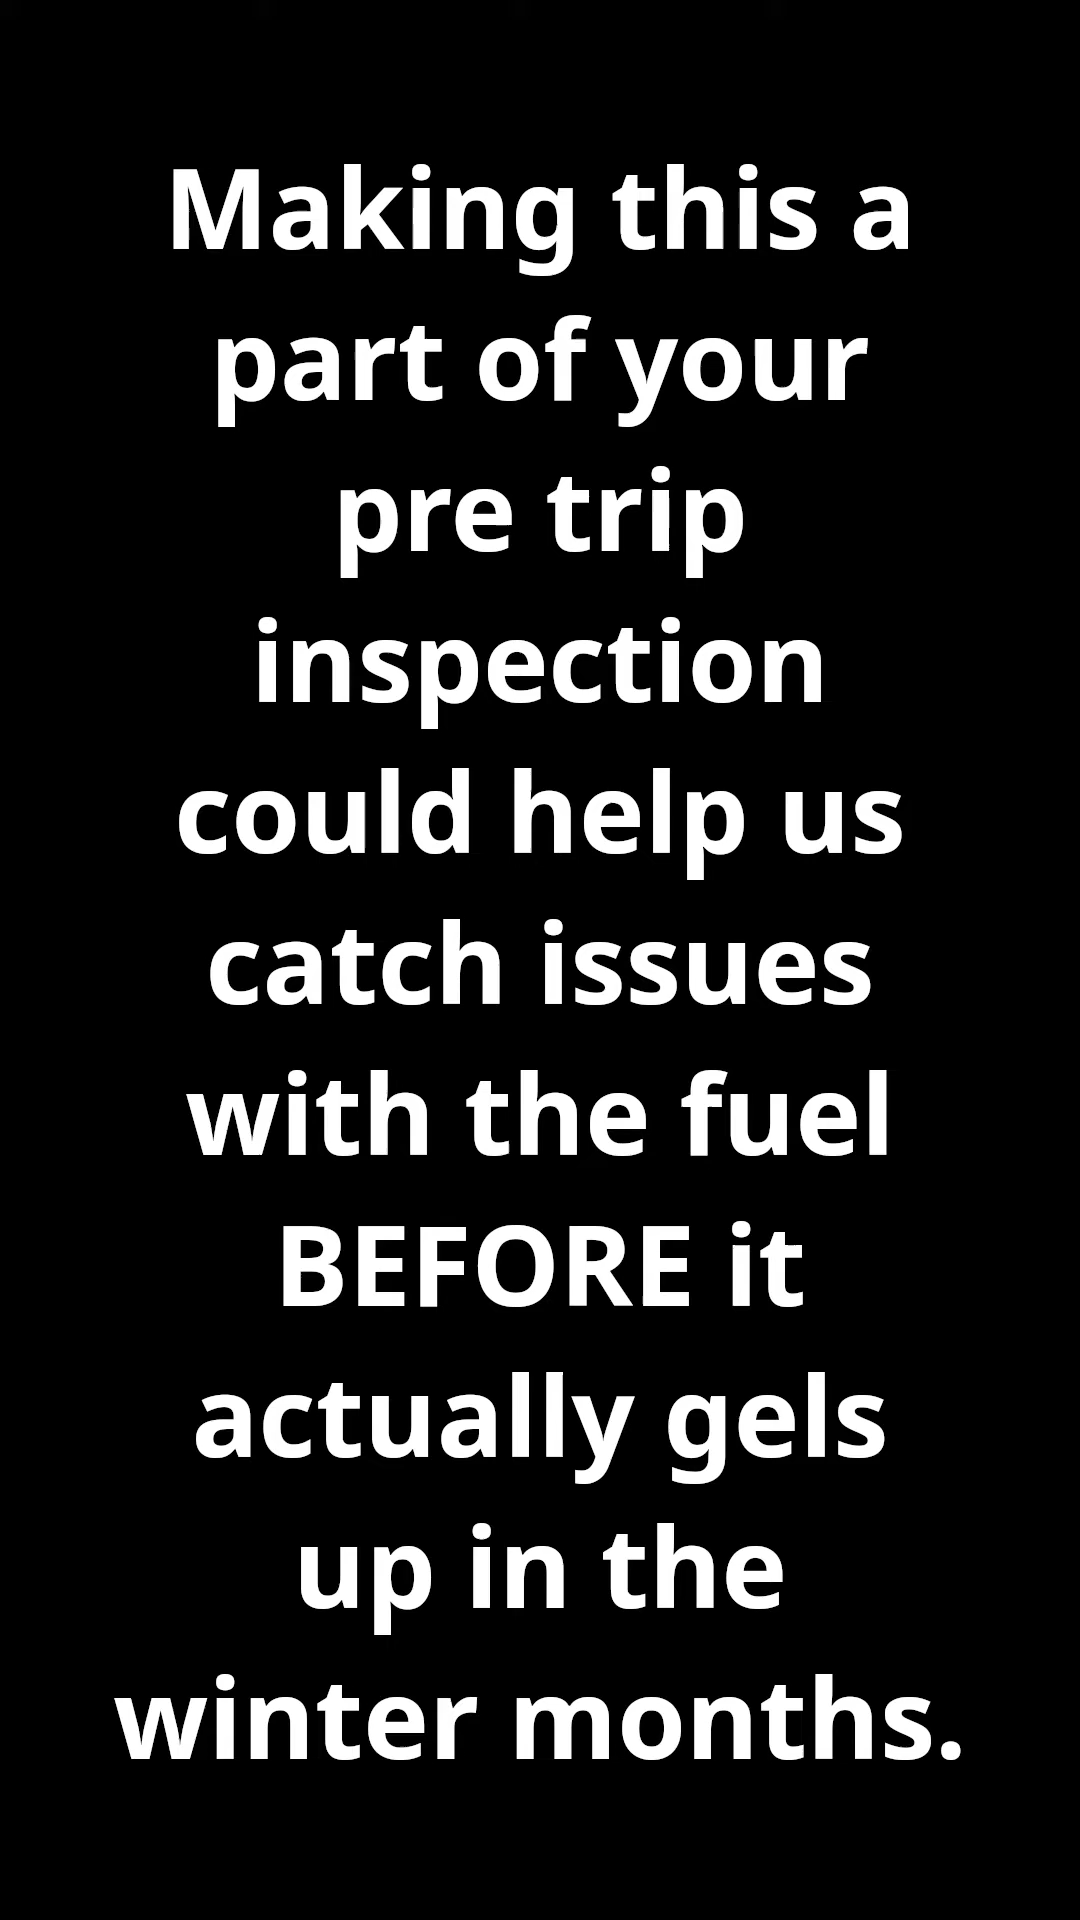 Making this a
part of your
pre trip
inspection
could help us
catch issues
with the fuel
BEFORE it
actually gels
up in the
winter months.